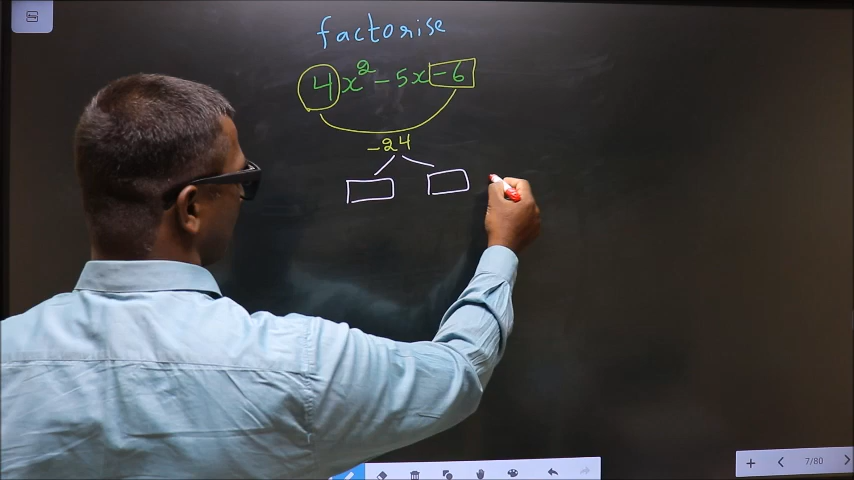 factorise
4x² - 5x - 6
-24
7/80